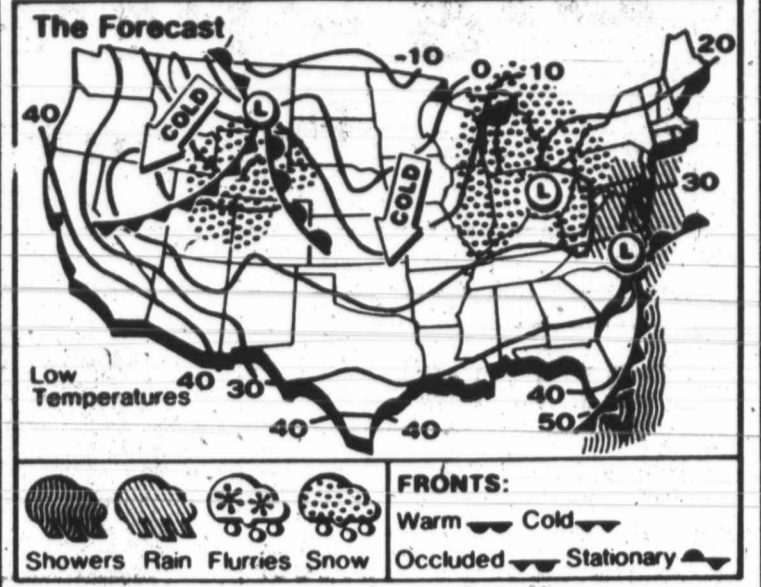 The Forecast
-10
0
-10
20
COLD
L
40
COLD
L
30
L
Low
Temperatures
40
30
40
40
40
50
FRONTS:
Warm
Cold
Showers
Rain
Flurries
Snow
Occluded
Stationary